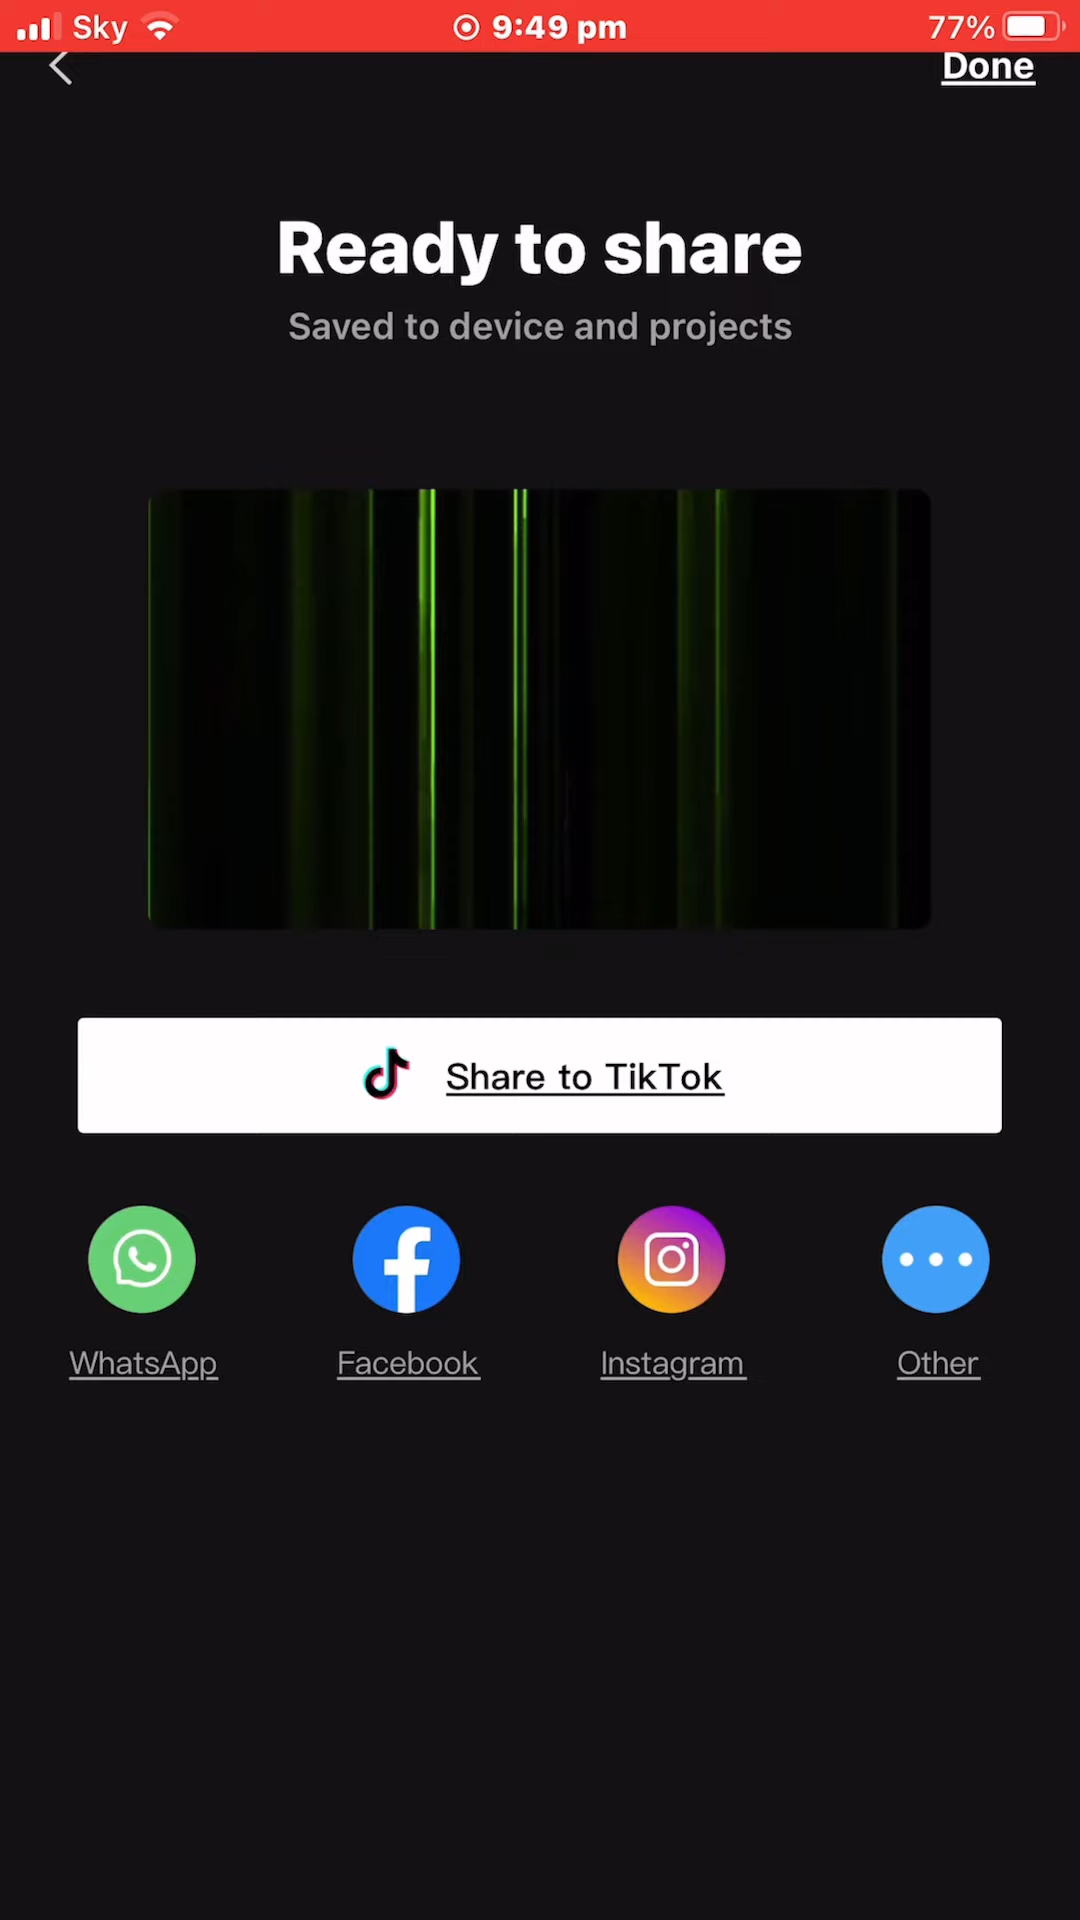 Sky 9:49 pm 77%
Done
Ready to share
Saved to device and projects
Share to TikTok
WhatsApp Facebook Instagram Other